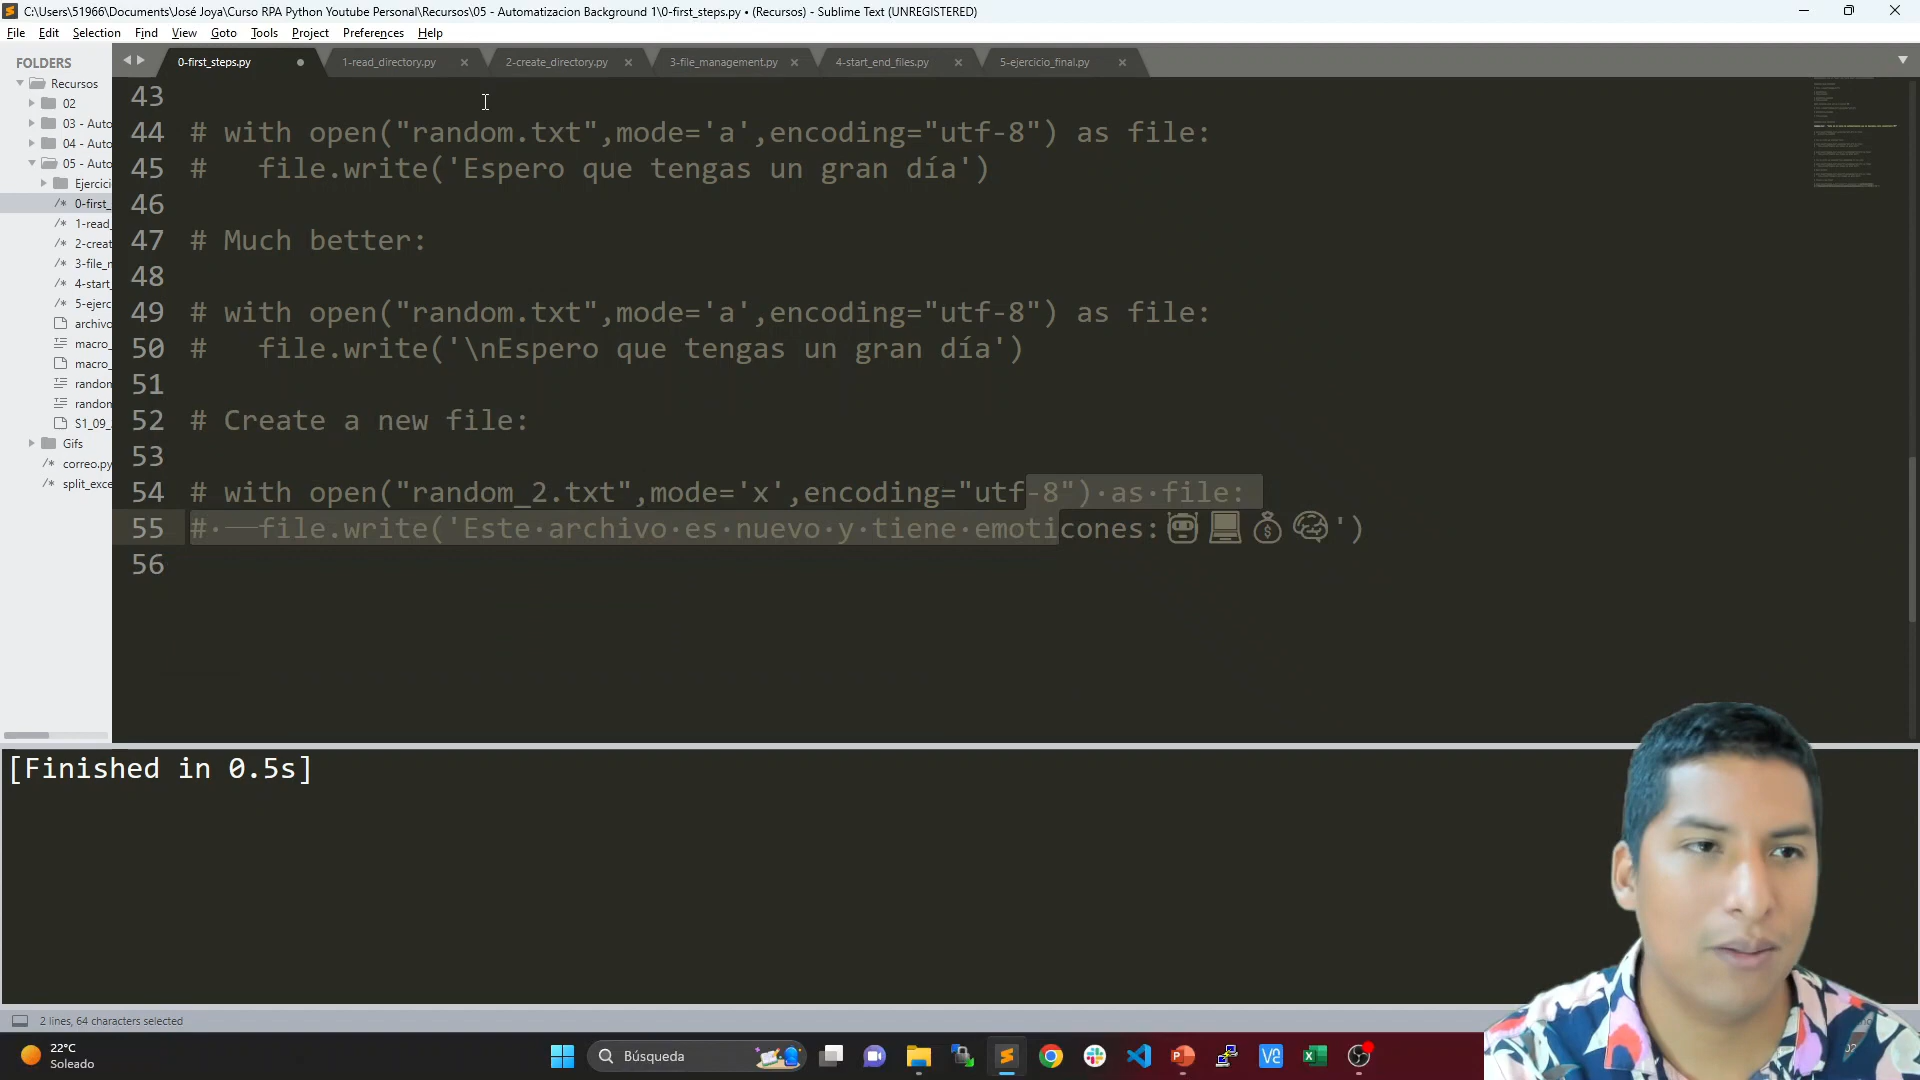 C:\Users\51966\Documents\José Joya\Curso RPA Python Youtube Personal\Recursos\05 - Automatizacion Background 1\0-first_steps.py • (Recursos) - Sublime Text (UNREGISTERED)
File Edit Selection Find View Goto Tools Project Preferences Help
FOLDERS
Recursos
02
03 - Auto
04 - Auto
05 - Auto
Ejercici
0-first_
1-read_
2-creat
3-file_r
4-start_
5-ejerc
archivo
macro_
macro_
random
random
S1_09_
Gifs
correo.py
split_exce
0-first_steps.py 1-read_directory.py 2-create_directory.py 3-file_management.py 4-start_end_files.py 5-ejercicio_final.py
43
44 # with open("random.txt",mode='a',encoding="utf-8") as file:
45 #   file.write('Espero que tengas un gran día')
46
47 # Much better:
48
49 # with open("random.txt",mode='a',encoding="utf-8") as file:
50 #   file.write('\nEspero que tengas un gran día')
51
52 # Create a new file:
53
54 # with open("random_2.txt",mode='x',encoding="utf-8") as file:
55 #   file.write('Este archivo es nuevo y tiene emoticones:🤖💻💰🧠')
56
[Finished in 0.5s]
2 lines, 64 characters selected
22°C
Soleado
Búsqueda